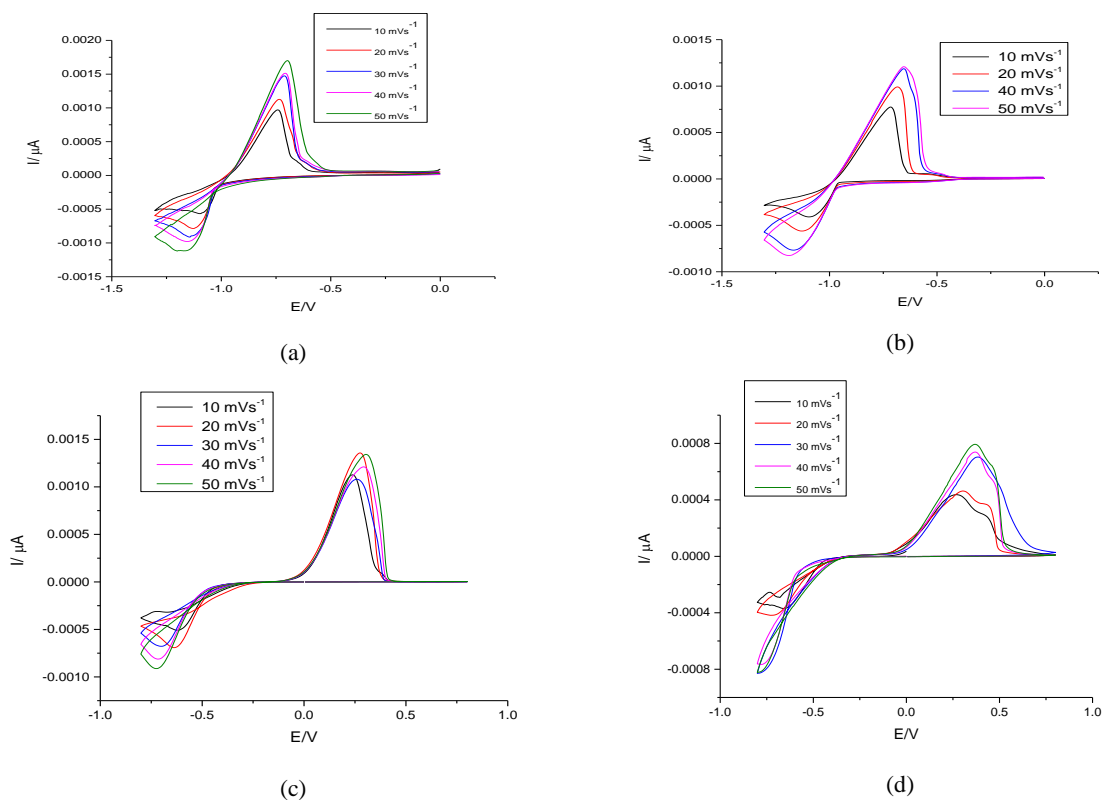 10 mVs-1
20 mVs-1
30 mVs-1
40 mVs-1
50 mVs-1
0.0020
0.0015
0.0010
0.0005
0.0000
-0.0005
-0.0010
-0.0015
I/ μA
-1.5 -1.0 -0.5 0.0
E/V
(a)
10 mVs-1
20 mVs-1
40 mVs-1
50 mVs-1
0.0015
0.0010
0.0005
0.0000
-0.0005
-0.0010
I/ μA
-1.5 -1.0 -0.5 0.0
E/V
(b)
10 mVs-1
20 mVs-1
30 mVs-1
40 mVs-1
50 mVs-1
0.0015
0.0010
0.0005
0.0000
-0.0005
-0.0010
I/ μA
-1.0 -0.5 0.0 0.5 1.0
E/V
(c)
10 mVs-1
20 mVs-1
30 mVs-1
40 mVs-1
50 mVs-1
0.0008
0.0004
0.0000
-0.0004
-0.0008
I/ μA
-1.0 -0.5 0.0 0.5 1.0
E/V
(d)